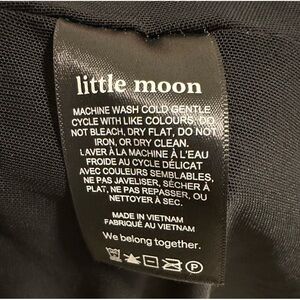 little moon
MACHINE WASH COLD GENTLE
CYCLE WITH LIKE COLOURS, DO
NOT BLEACH, DRY FLAT, DO NOT
IRON, OR DRY CLEAN.
LAVER À LA MACHINE À L'EAU
FROIDE AU CYCLE DÉLICAT
AVEC COULEURS SEMBLABLES,
NE PAS JAVELISER, SÉCHER À
PLAT, NE PAS REPASSER, OU
NETTOYER À SEC.
MADE IN VIETNAM
FABRIQUÉ AU VIETNAM
We belong together.
P